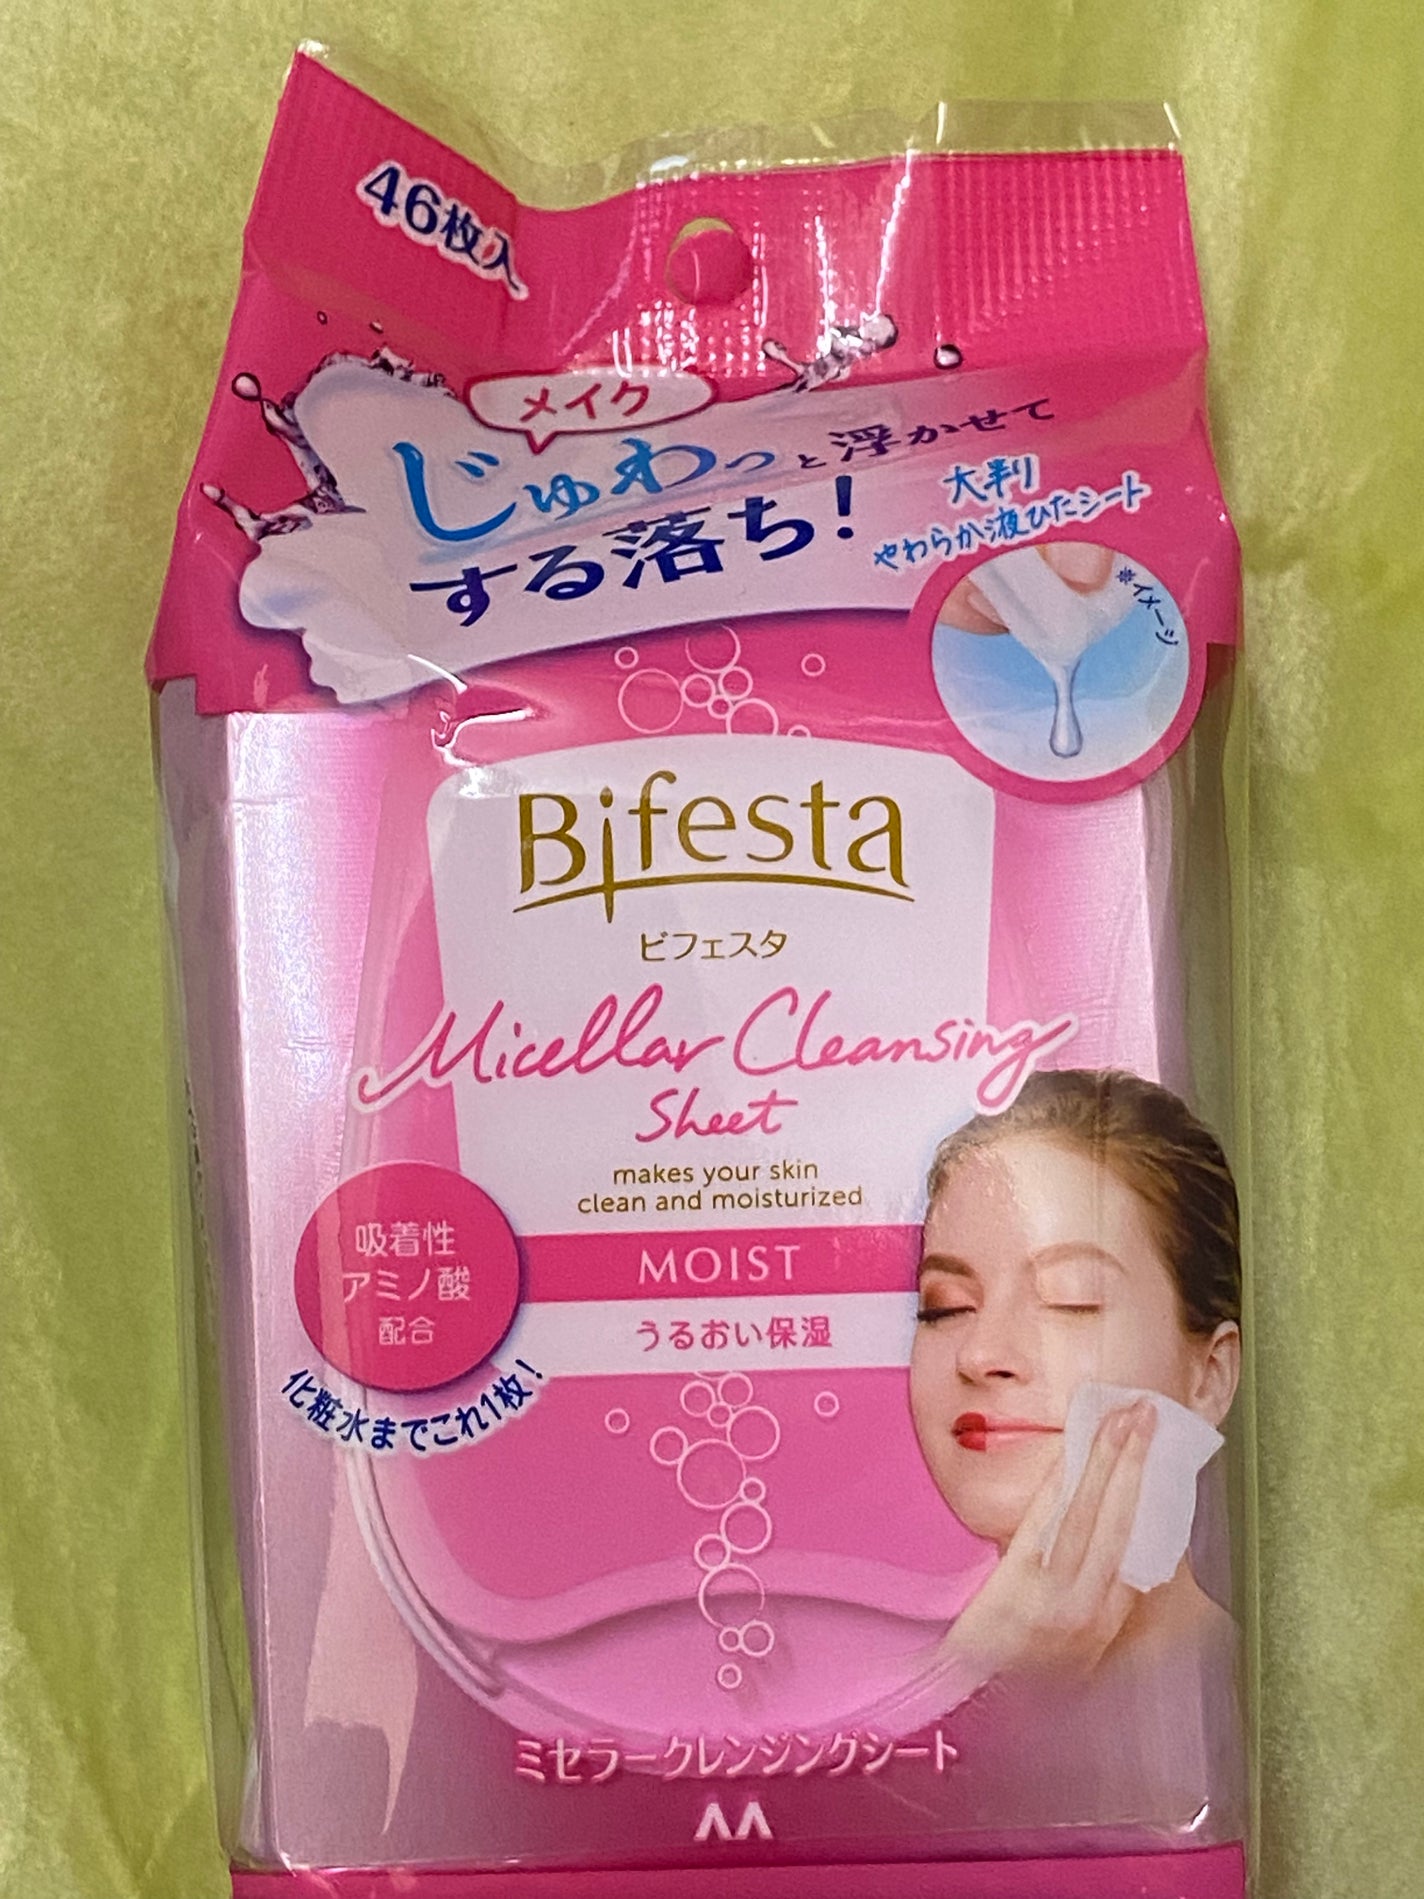 46枚入
メイク
じゅわっと浮かせて
する落ち!
大判
やわらか液ひたシート
※イメージ
Bifesta
ビフェスタ
Micellar Cleansing
Sheet
makes your skin
clean and moisturized
MOIST
うるおい保湿
吸着性
アミノ酸
配合
化粧水までこれ1枚!
ミセラークレンジングシート